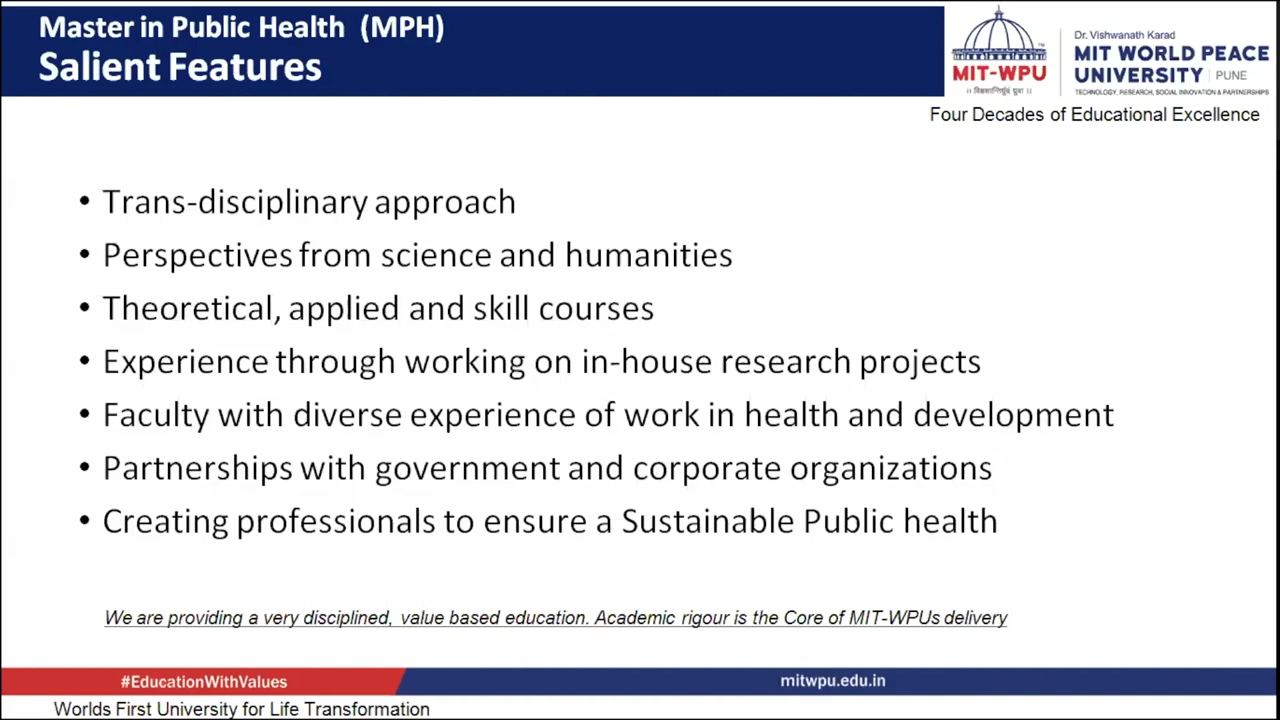 Master in Public Health (MPH)
Salient Features
Dr. Vishwanath Karad
MIT WORLD PEACE
UNIVERSITY | PUNE
TECHNOLOGY, RESEARCH, SOCIAL INNOVATION & PARTNERSHIPS
MIT-WPU
TM
Four Decades of Educational Excellence
• Trans-disciplinary approach
• Perspectives from science and humanities
• Theoretical, applied and skill courses
• Experience through working on in-house research projects
• Faculty with diverse experience of work in health and development
• Partnerships with government and corporate organizations
• Creating professionals to ensure a Sustainable Public health
We are providing a very disciplined, value based education. Academic rigour is the Core of MIT-WPUs delivery
#EducationWithValues
mitwpu.edu.in
Worlds First University for Life Transformation